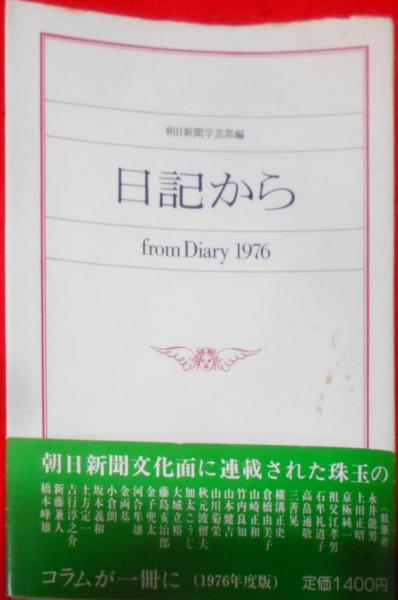 朝日新聞学芸部編
日記から
from Diary 1976
朝日新聞文化面に連載された珠玉の
(執筆者
永井龍男
上田正昭
京極純一
祖父江孝男
石牟礼道子
高畠通敏
三善晃
横溝正史
倉橋由美子
山崎正和
竹内良知
山本健吉
山川菊栄
秋元波留夫
加太こうじ
大城立裕
藤島亥治郎
金子兜太
河合隼雄
金両基
小倉朗
坂本義和
土方定一
吉行淳之介
新藤兼人
橋本峰雄
コラムが一冊に(1976年度版)
定価1400円